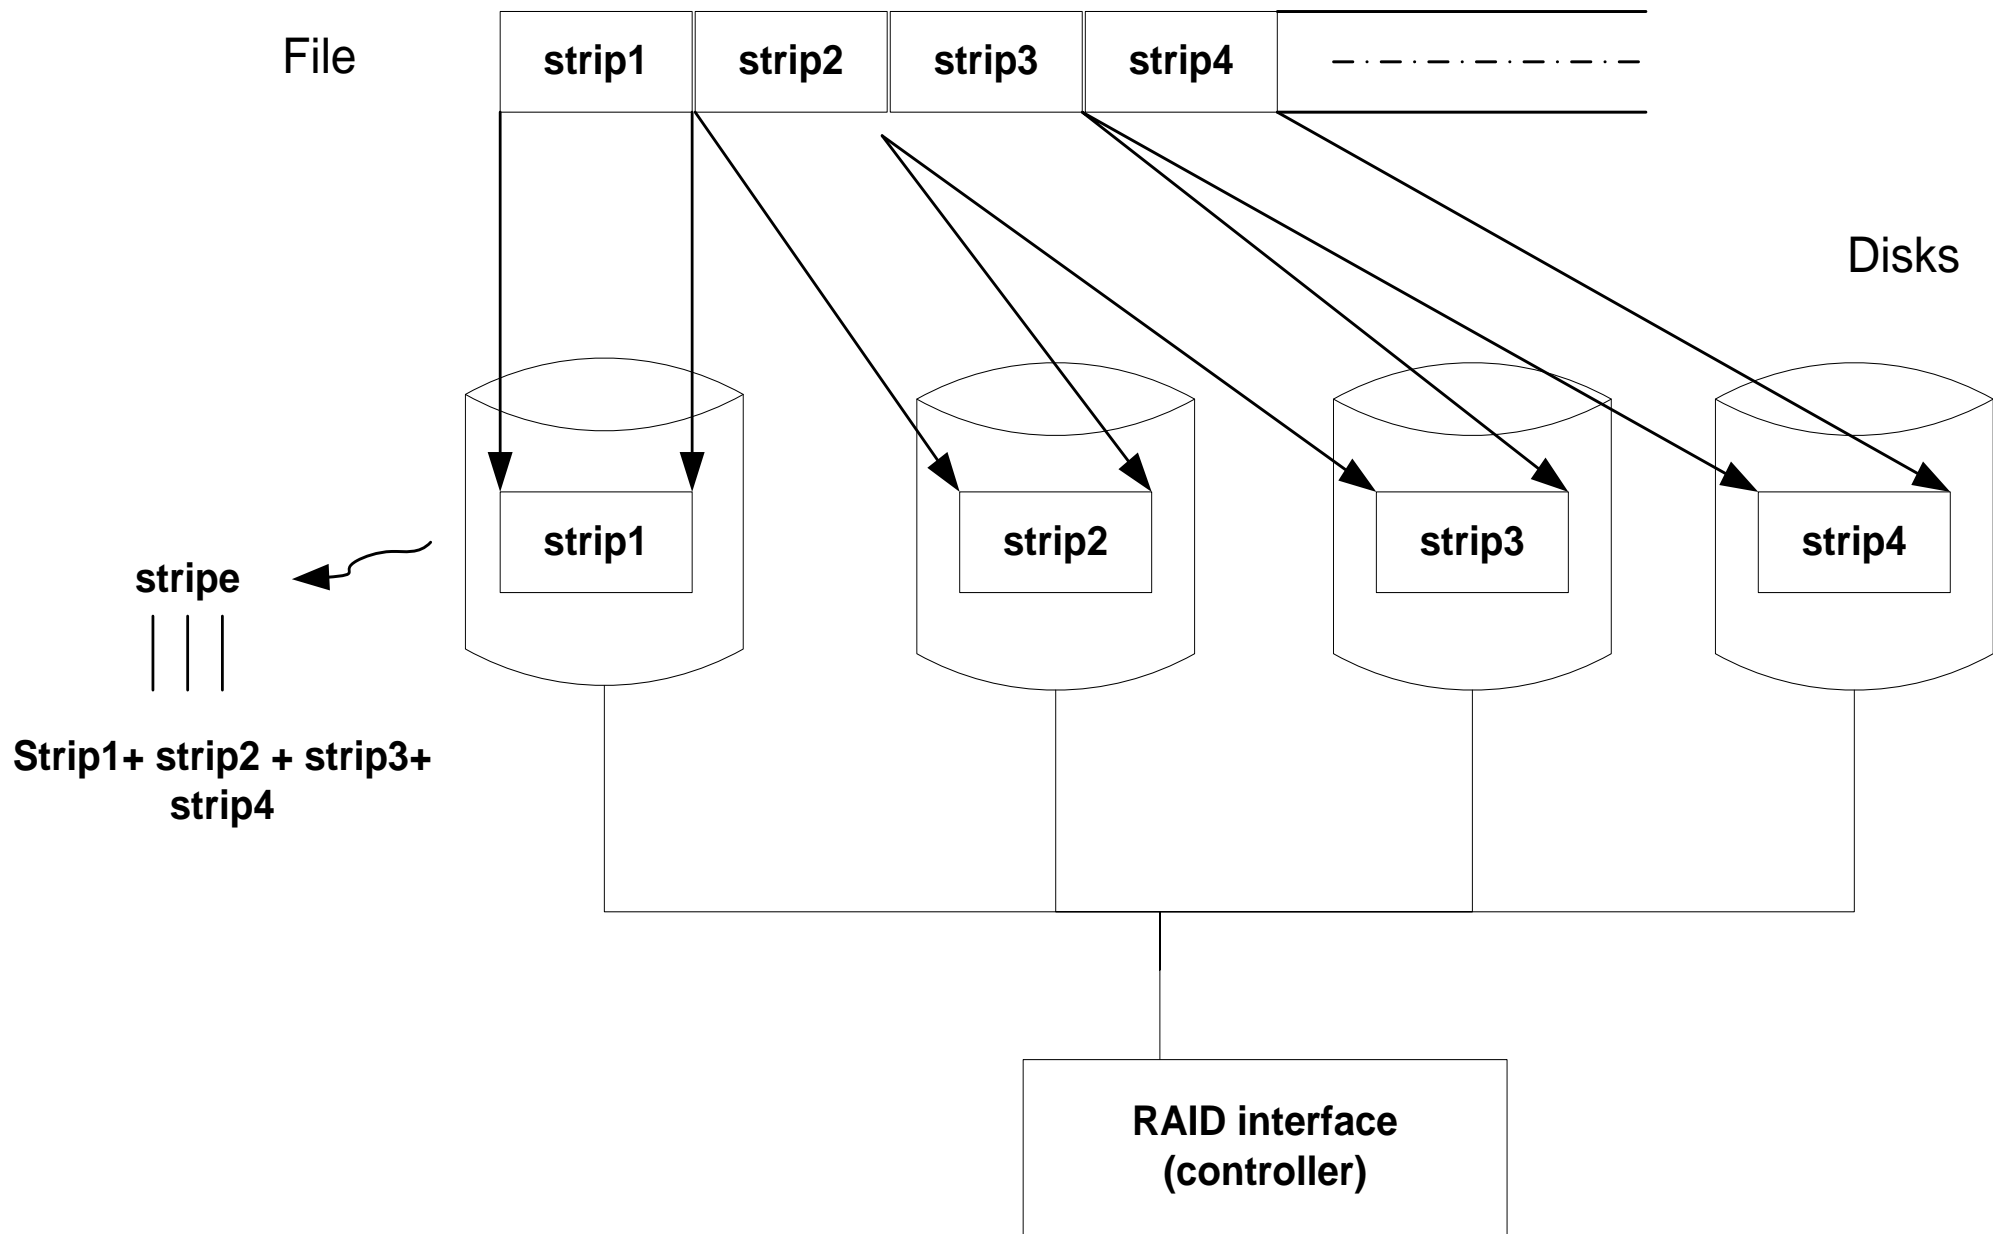 File
strip1
strip2
strip3
strip4
Disks
strip1
strip2
strip3
strip4
stripe
Strip1+ strip2 + strip3+
strip4
RAID interface
(controller)